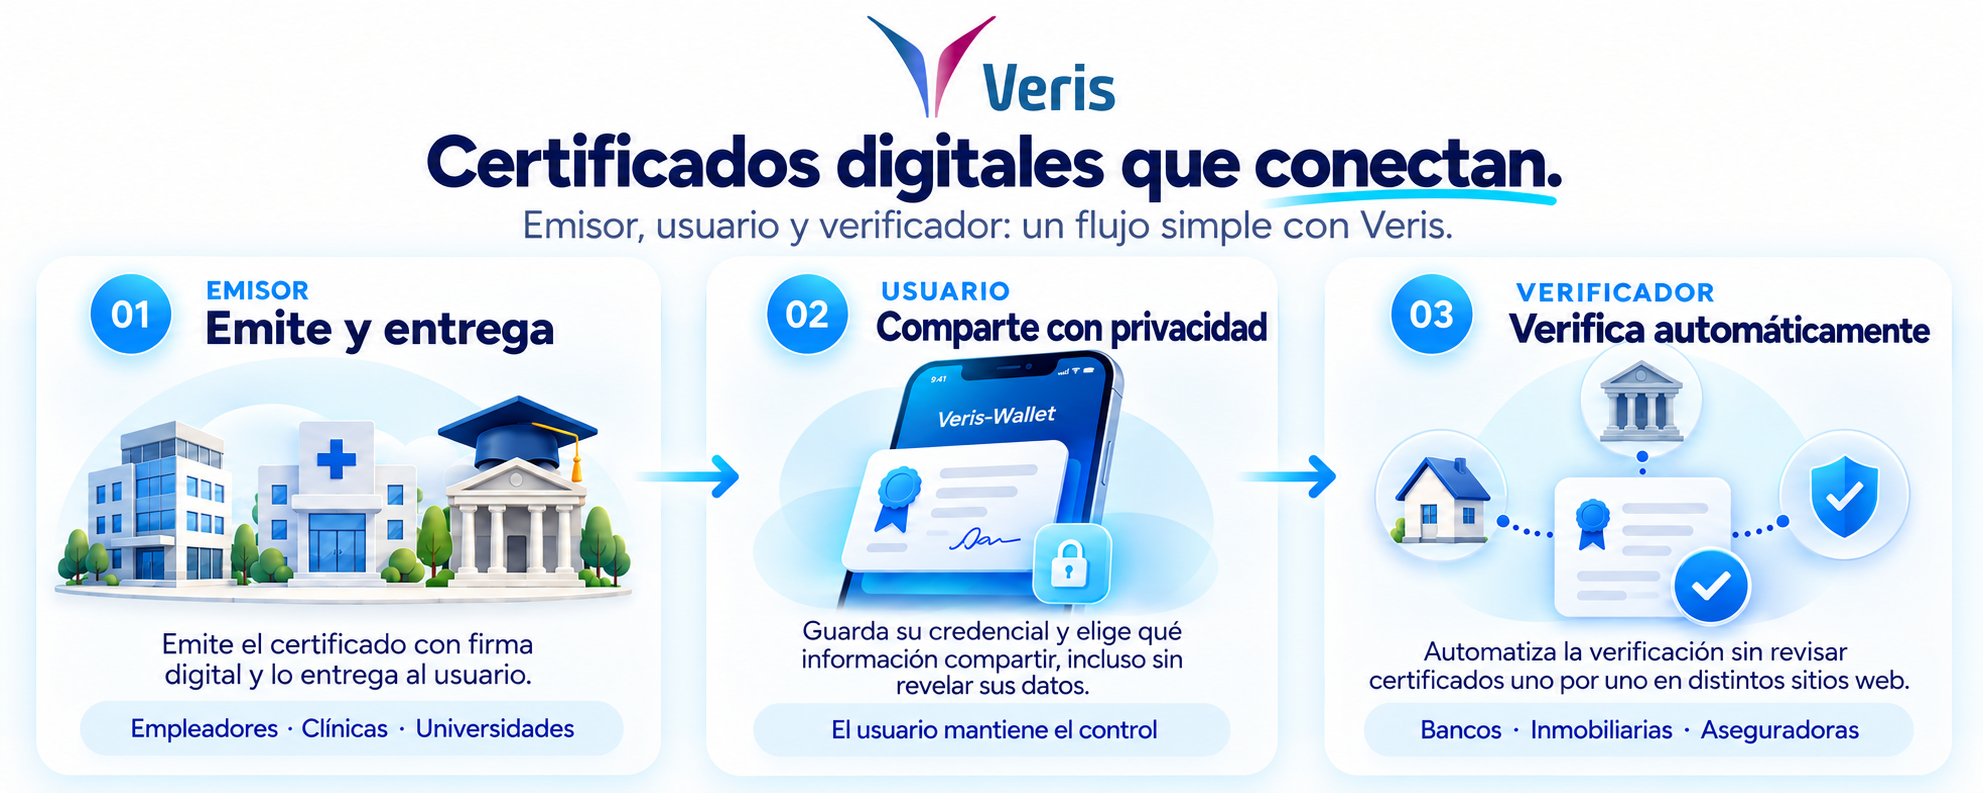 Veris
Certificados digitales que conectan.
Emisor, usuario y verificador: un flujo simple con Veris.
01
EMISOR
Emite y entrega
Emite el certificado con firma
digital y lo entrega al usuario.
Empleadores · Clínicas · Universidades
02
USUARIO
Comparte con privacidad
9:41
Veris-Wallet
Guarda su credencial y elige qué
información compartir, incluso sin
revelar sus datos.
El usuario mantiene el control
03
VERIFICADOR
Verifica automáticamente
Automatiza la verificación sin revisar
certificados uno por uno en distintos sitios web.
Bancos · Inmobiliarias · Aseguradoras